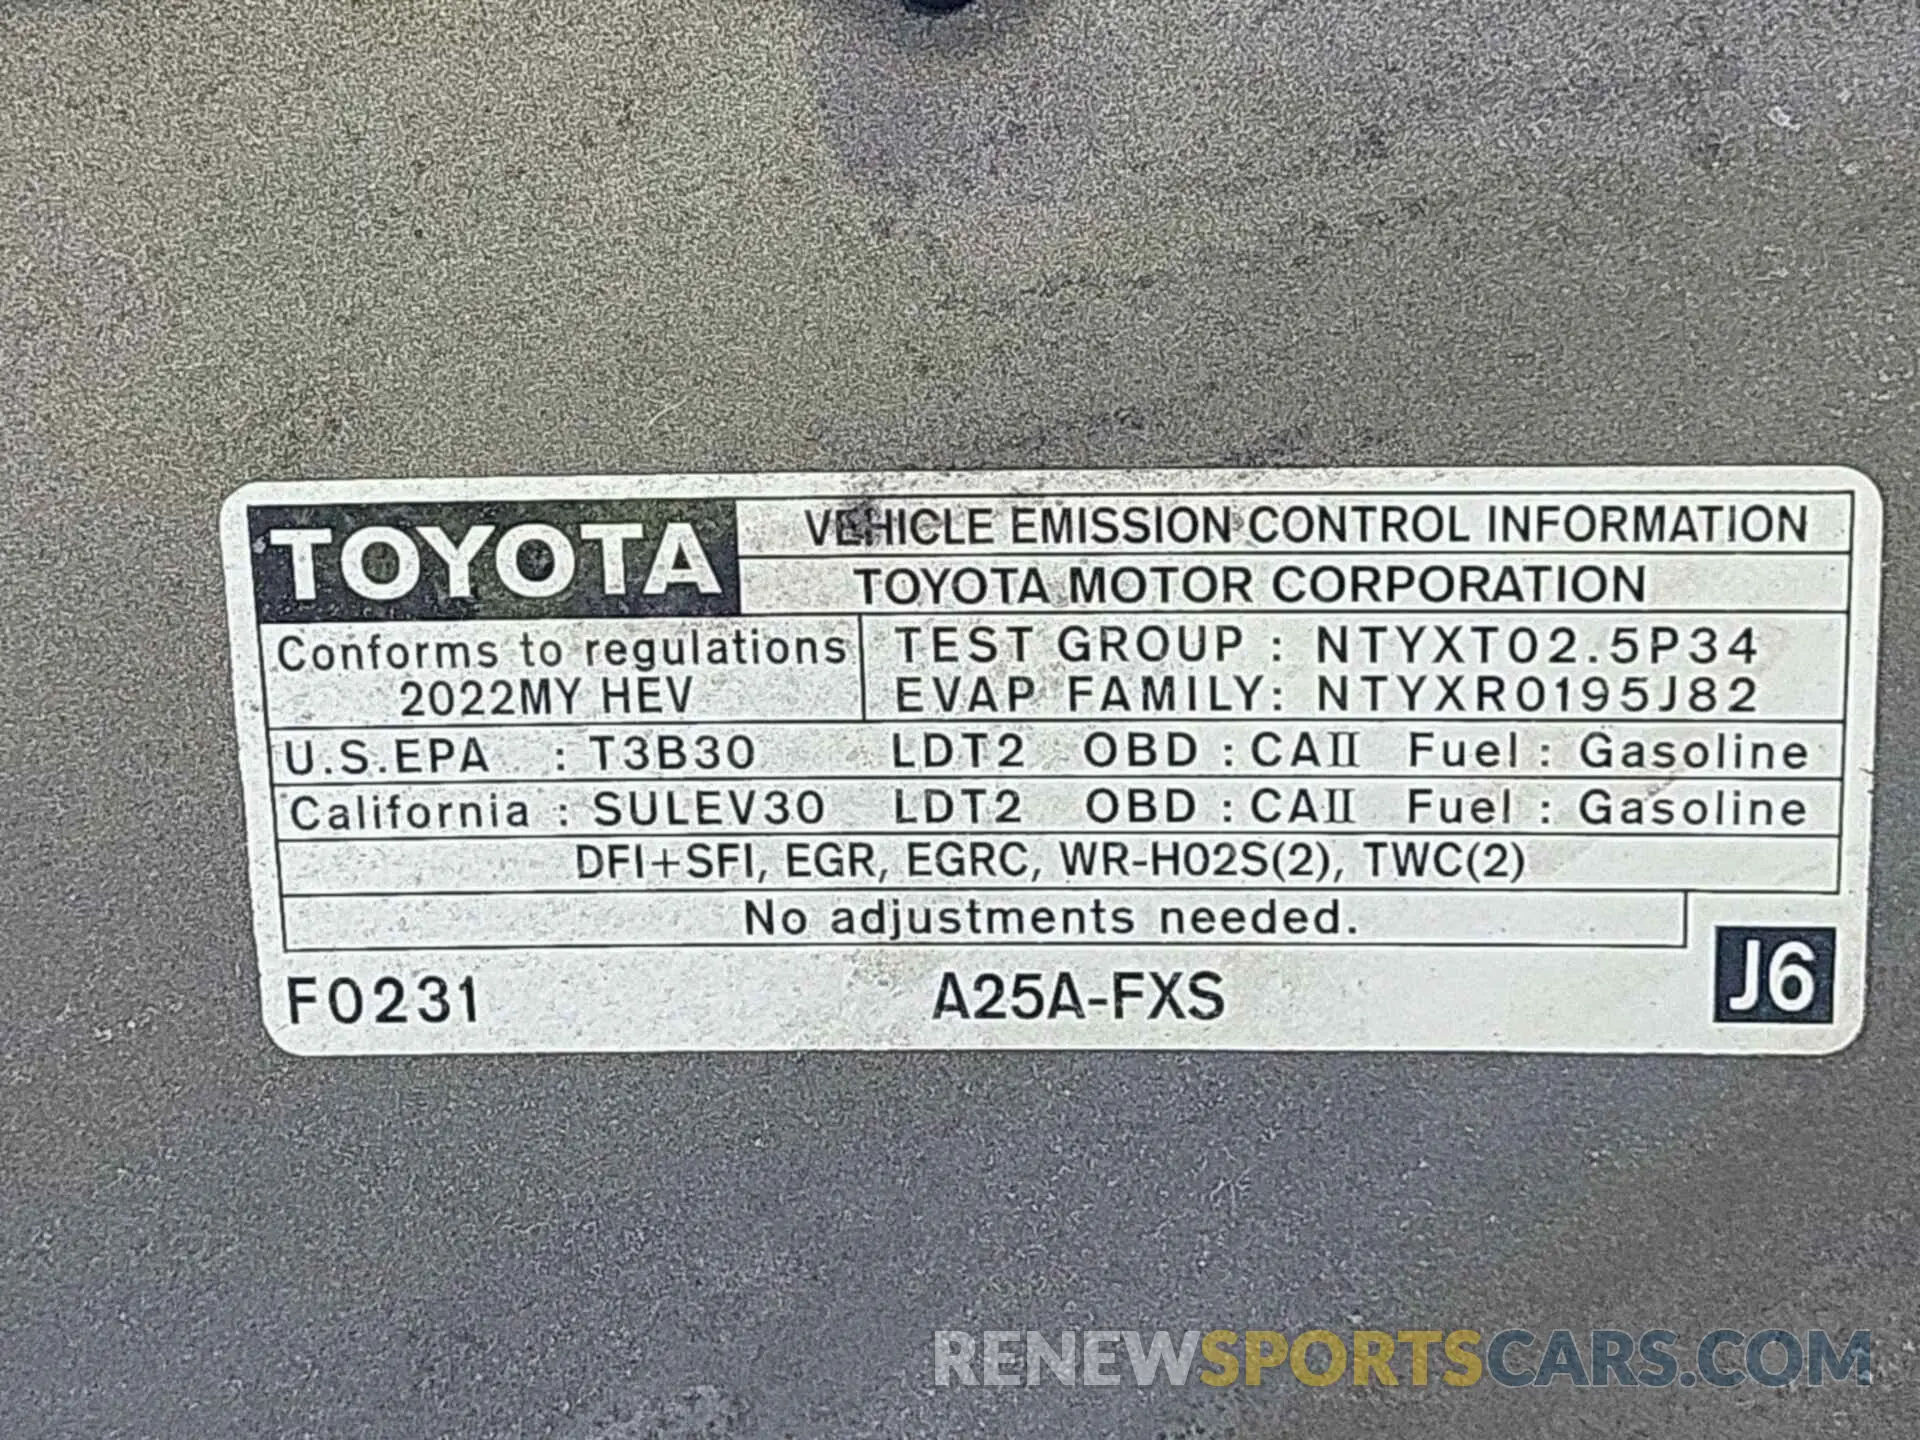 TOYOTA
VEHICLE EMISSION CONTROL INFORMATION
TOYOTA MOTOR CORPORATION
Conforms to regulations
2022MY HEV
TEST GROUP : NTYXT02.5P34
EVAP FAMILY: NTYXR0195J82
U.S.EPA : T3B30 LDT2 OBD : CAII Fuel : Gasoline
California : SULEV30 LDT2 OBD : CAII Fuel : Gasoline
DFI+SFI, EGR, EGRC, WR-HO2S(2), TWC(2)
No adjustments needed.
F0231 A25A-FXS J6
RENEWSPORTSCARS.COM